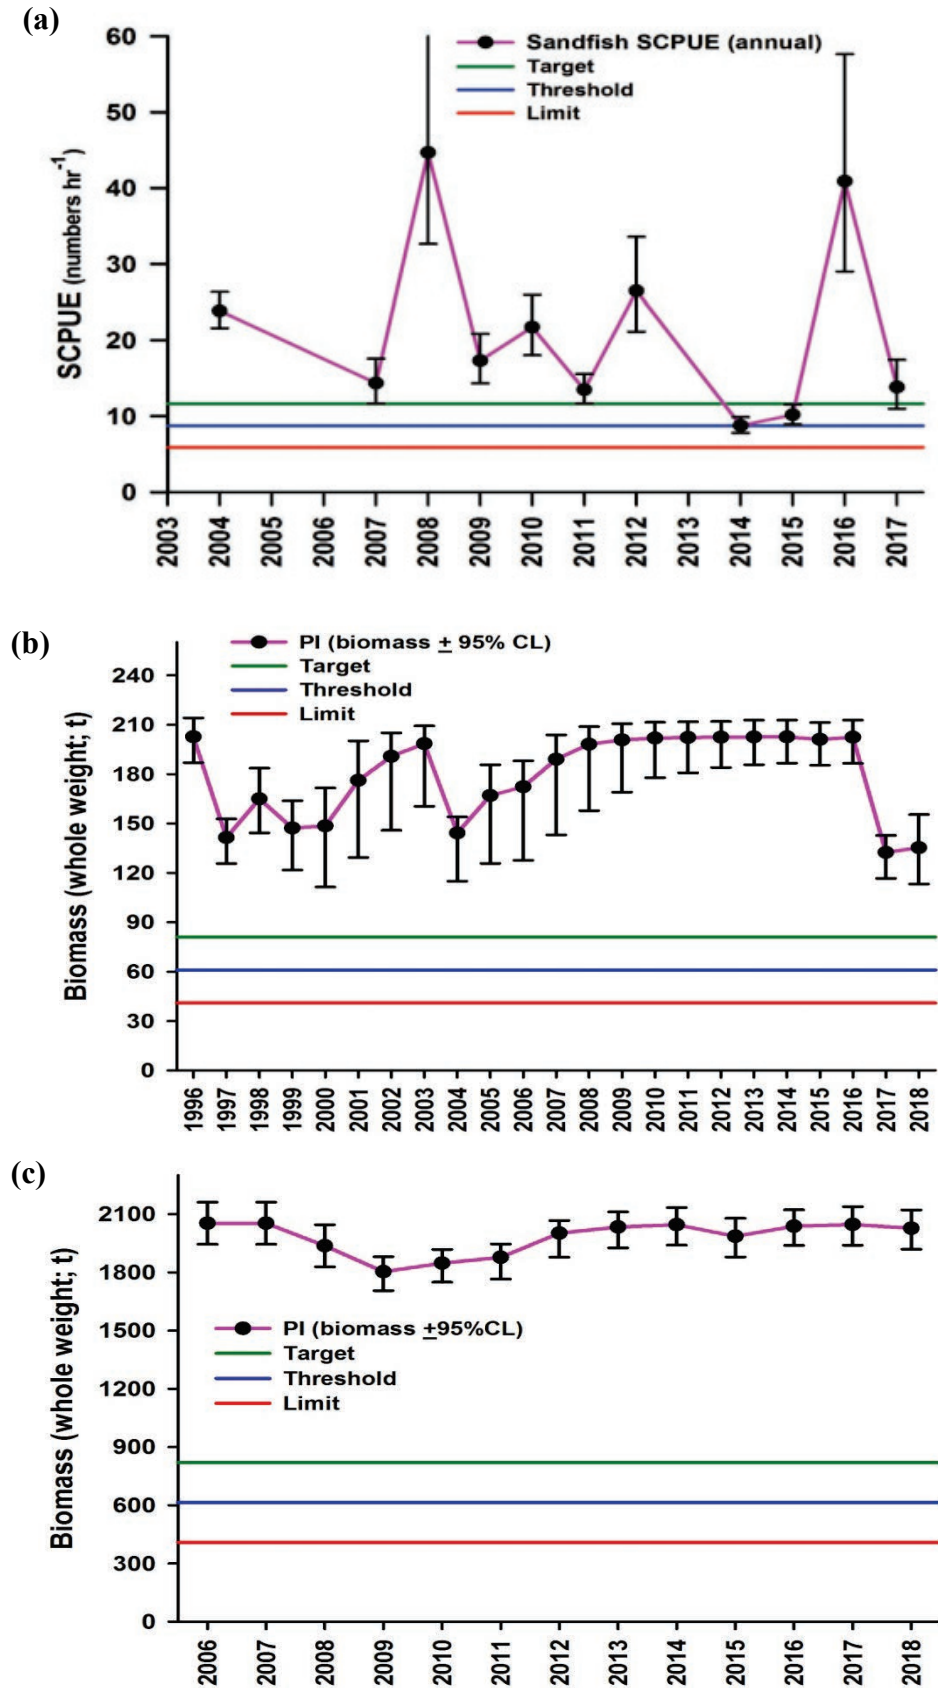 (a)
60
50
40
30
20
10
0
SCPUE (numbers hr⁻¹)
Sandfish SCPUE (annual)
Target
Threshold
Limit
2003 2004 2005 2006 2007 2008 2009 2010 2011 2012 2013 2014 2015 2016 2017
(b)
240
210
180
150
120
90
60
30
0
Biomass (whole weight; t)
PI (biomass ± 95% CL)
Target
Threshold
Limit
1996 1997 1998 1999 2000 2001 2002 2003 2004 2005 2006 2007 2008 2009 2010 2011 2012 2013 2014 2015 2016 2017 2018
(c)
2100
1800
1500
1200
900
600
300
0
Biomass (whole weight; t)
PI (biomass ±95%CL)
Target
Threshold
Limit
2006 2007 2008 2009 2010 2011 2012 2013 2014 2015 2016 2017 2018